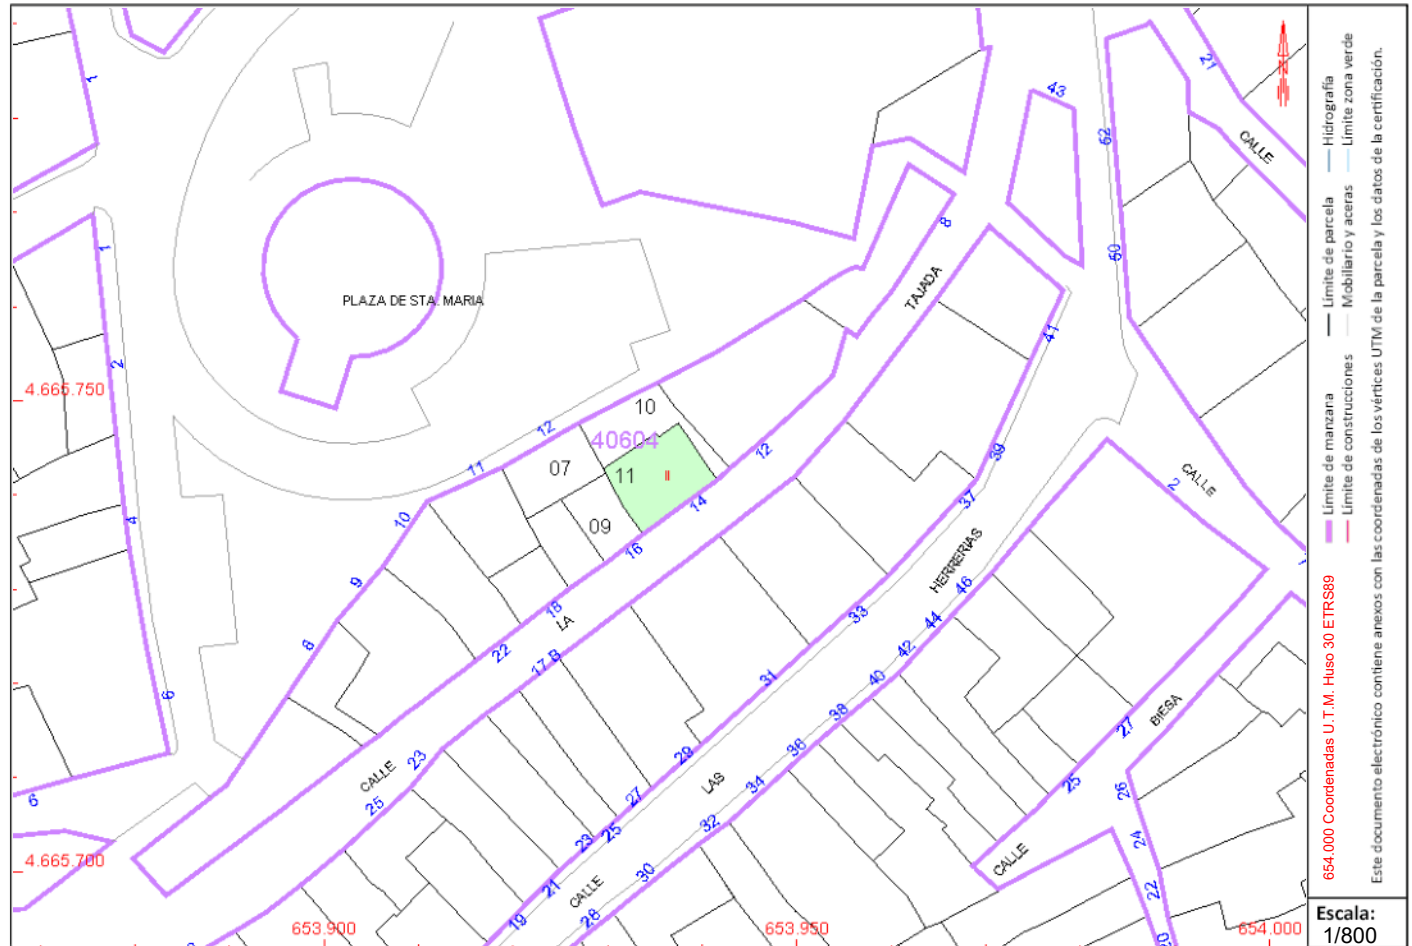 1
43
21
CALLE
52
50
1
8
TAJADA
PLAZA DE STA. MARIA
2
41
4.665.750
10
12
40604
07
11
11
12
14
39
37
CALLE
2
4
10
09
16
HERRERIAS
46
9
18
LA
33
44
42
8
22
17 B
31
40
38
6
23
CALLE
29
36
BIESA
27
25
27
LAS
34
25
26
6
32
23
25
24
4.665.700
30
CALLE
21
CALLE
22
19
28
653.900
653.950
654.000
N
Hidrografía
Límite zona verde
Límite de parcela
Mobiliario y aceras
Límite de manzana
Límite de construcciones
654.000 Coordenadas U.T.M. Huso 30 ETRS89
Este documento electrónico contiene anexos con las coordenadas de los vértices UTM de la parcela y los datos de la certificación.
Escala:
1/800